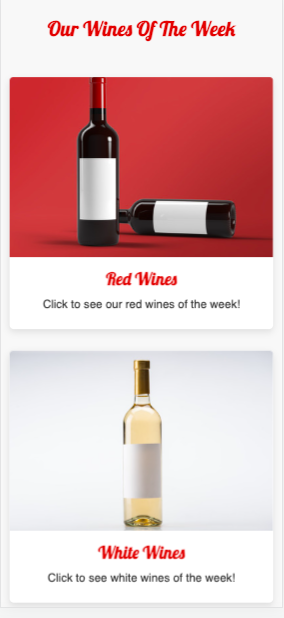 Our Wines Of The Week
Red Wines
Click to see our red wines of the week!
White Wines
Click to see white wines of the week!